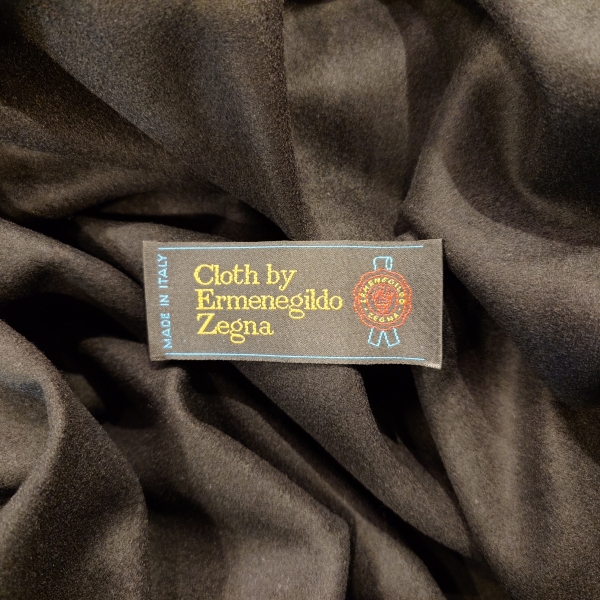 MADE IN ITALY
Cloth by
Ermenegildo
Zegna
ERMENEGILDO
ZEGNA